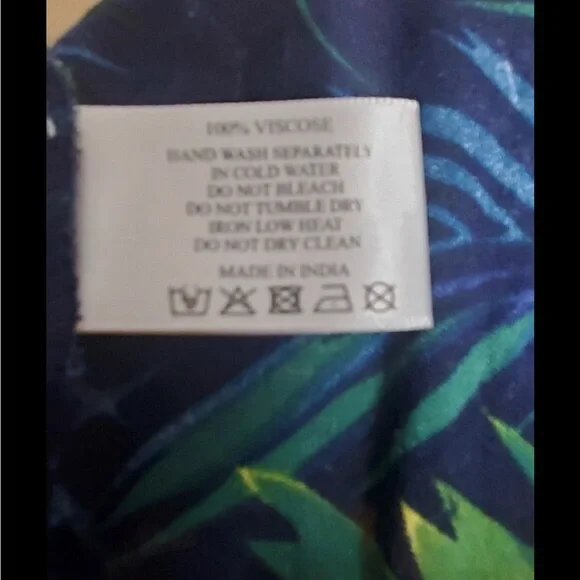 100% VISCOSE
HAND WASH SEPARATELY
IN COLD WATER
DO NOT BLEACH
DO NOT TUMBLE DRY
IRON LOW HEAT
DO NOT DRY CLEAN
MADE IN INDIA